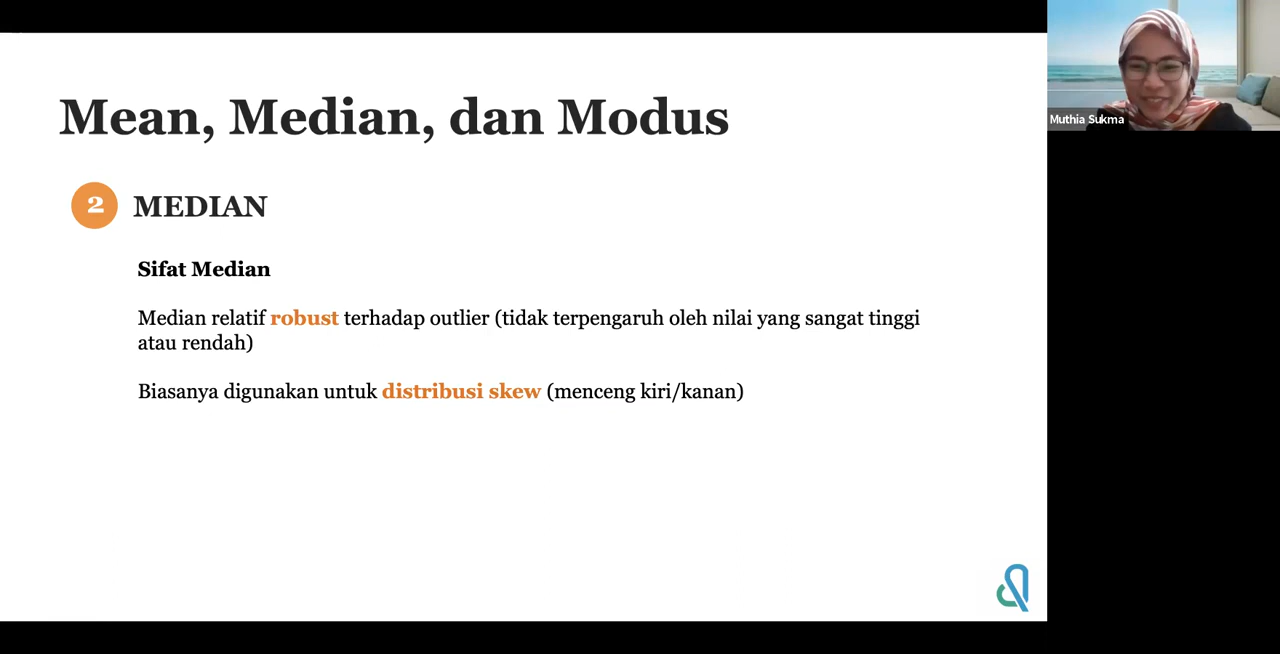 Mean, Median, dan Modus
2 MEDIAN
Sifat Median
Median relatif robust terhadap outlier (tidak terpengaruh oleh nilai yang sangat tinggi
atau rendah)
Biasanya digunakan untuk distribusi skew (menceng kiri/kanan)
Muthia Sukma